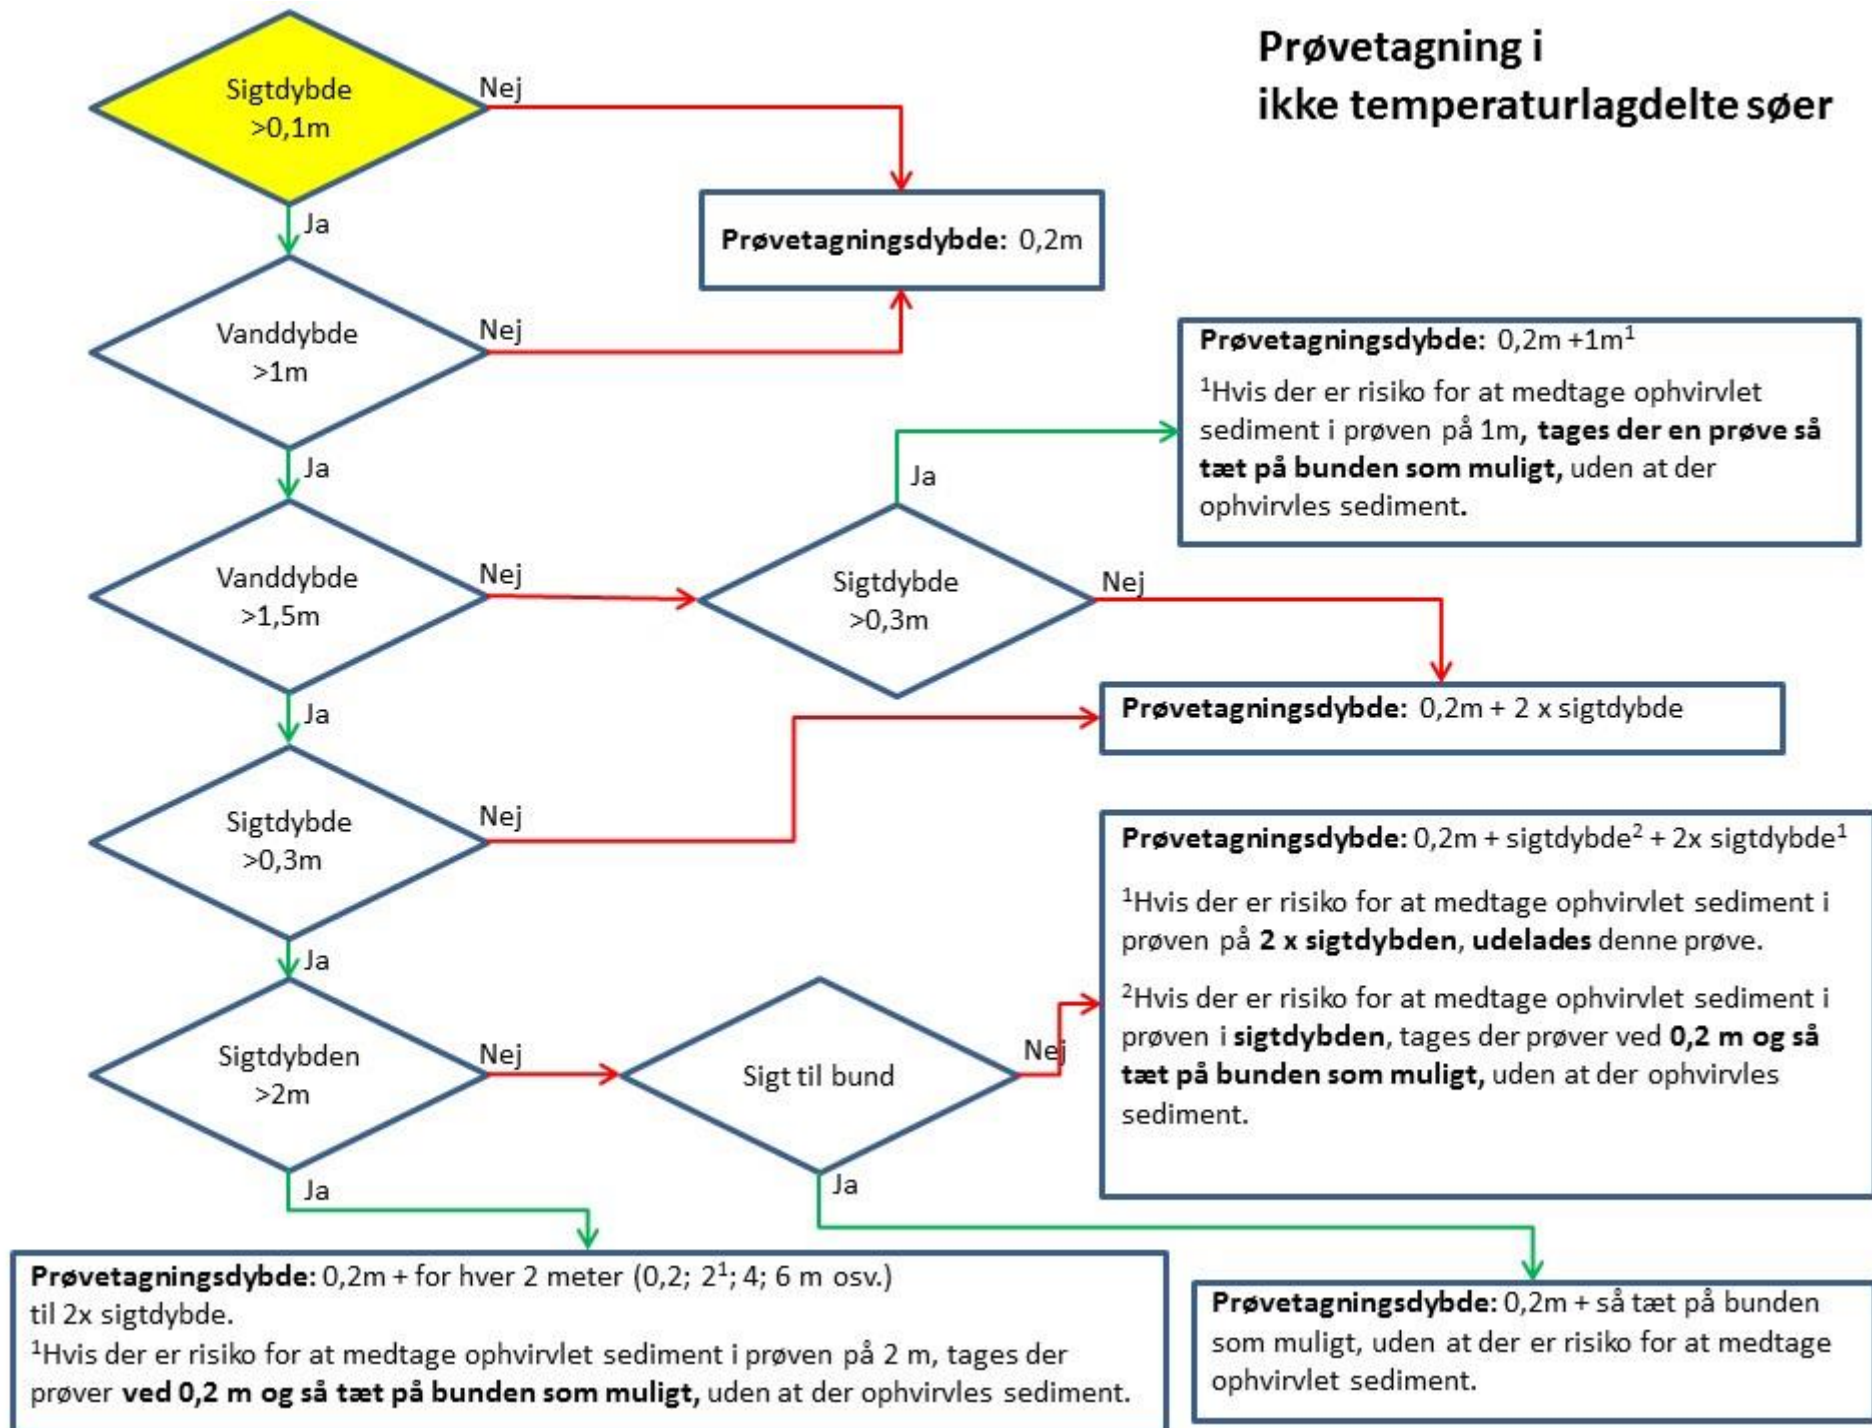 Prøvetagning i
ikke temperaturlagdelte søer
Sigtdybde
>0,1m
Nej
Ja
Prøvetagningsdybde: 0,2m
Vanddybde
>1m
Nej
Ja
Prøvetagningsdybde: 0,2m +1m¹
¹Hvis der er risiko for at medtage ophvirvlet
sediment i prøven på 1m, tages der en prøve så
tæt på bunden som muligt, uden at der
ophvirvles sediment.
Vanddybde
>1,5m
Nej
Ja
Sigtdybde
>0,3m
Ja
Nej
Prøvetagningsdybde: 0,2m + 2 x sigtdybde
Sigtdybde
>0,3m
Nej
Ja
Prøvetagningsdybde: 0,2m + sigtdybde² + 2x sigtdybde¹
¹Hvis der er risiko for at medtage ophvirvlet sediment i
prøven på 2 x sigtdybden, udelades denne prøve.
²Hvis der er risiko for at medtage ophvirvlet sediment i
prøven i sigtdybden, tages der prøver ved 0,2 m og så
tæt på bunden som muligt, uden at der ophvirvles
sediment.
Sigtdybden
>2m
Nej
Ja
Sigt til bund
Nej
Ja
Prøvetagningsdybde: 0,2m + for hver 2 meter (0,2; 2¹; 4; 6 m osv.)
til 2x sigtdybde.
¹Hvis der er risiko for at medtage ophvirvlet sediment i prøven på 2 m, tages der
prøver ved 0,2 m og så tæt på bunden som muligt, uden at der ophvirvles sediment.
Prøvetagningsdybde: 0,2m + så tæt på bunden
som muligt, uden at der er risiko for at medtage
ophvirvlet sediment.